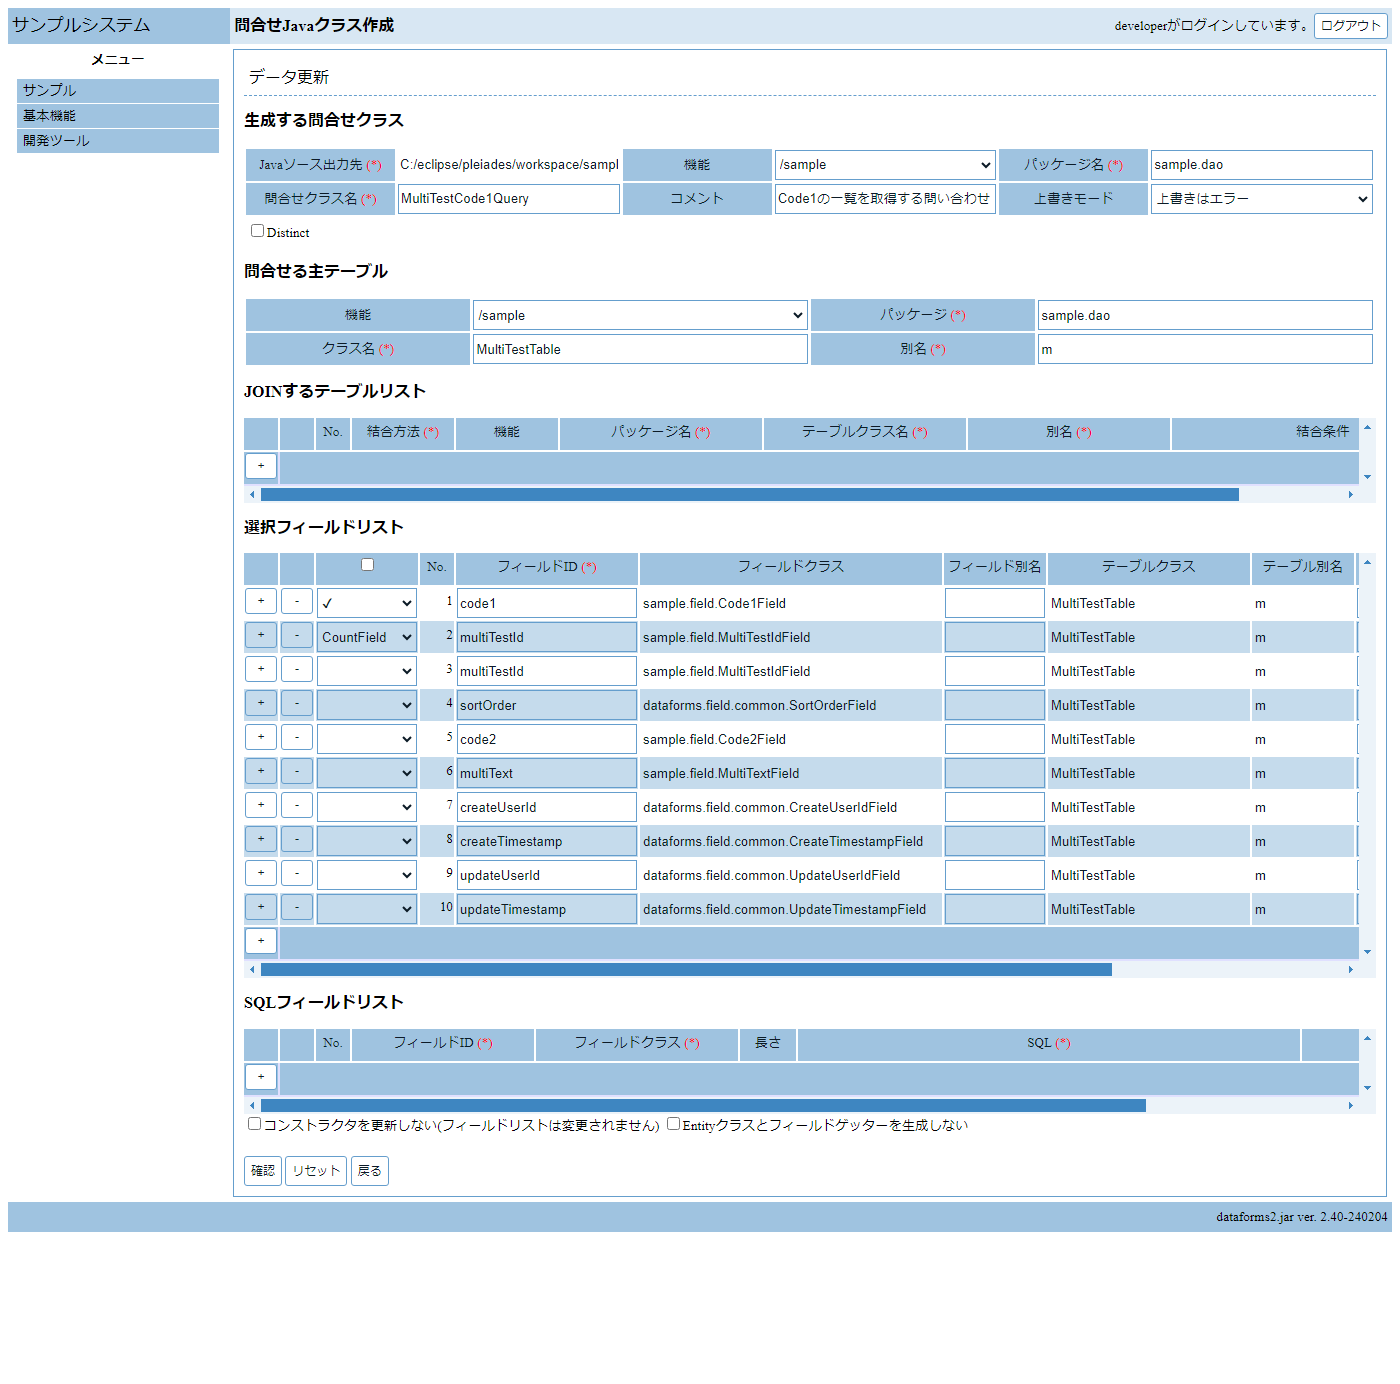 サンプルシステム 問合せJavaクラス作成 developerがログインしています。 ログアウト
メニュー
サンプル
基本機能
開発ツール
データ更新
生成する問合せクラス
Javaソース出力先 (*) C:/eclipse/pleiades/workspace/sampl 機能 /sample パッケージ名 (*) sample.dao
問合せクラス名 (*) MultiTestCode1Query コメント Code1の一覧を取得する問い合わせ 上書きモード 上書きはエラー
Distinct
問合せる主テーブル
機能 /sample パッケージ (*) sample.dao
クラス名 (*) MultiTestTable 別名 (*) m
JOINするテーブルリスト
No. 結合方法 (*) 機能 パッケージ名 (*) テーブルクラス名 (*) 別名 (*) 結合条件
+
選択フィールドリスト
No. フィールドID (*) フィールドクラス フィールド別名 テーブルクラス テーブル別名
+ - ✓ 1 code1 sample.field.Code1Field MultiTestTable m
+ - CountField 2 multiTestId sample.field.MultiTestIdField MultiTestTable m
+ - 3 multiTestId sample.field.MultiTestIdField MultiTestTable m
+ - 4 sortOrder dataforms.field.common.SortOrderField MultiTestTable m
+ - 5 code2 sample.field.Code2Field MultiTestTable m
+ - 6 multiText sample.field.MultiTextField MultiTestTable m
+ - 7 createUserId dataforms.field.common.CreateUserIdField MultiTestTable m
+ - 8 createTimestamp dataforms.field.common.CreateTimestampField MultiTestTable m
+ - 9 updateUserId dataforms.field.common.UpdateUserIdField MultiTestTable m
+ - 10 updateTimestamp dataforms.field.common.UpdateTimestampField MultiTestTable m
+
SQLフィールドリスト
No. フィールドID (*) フィールドクラス (*) 長さ SQL (*)
+
コンストラクタを更新しない(フィールドリストは変更されません) Entityクラスとフィールドゲッターを生成しない
確認 リセット 戻る
dataforms2.jar ver. 2.40-240204